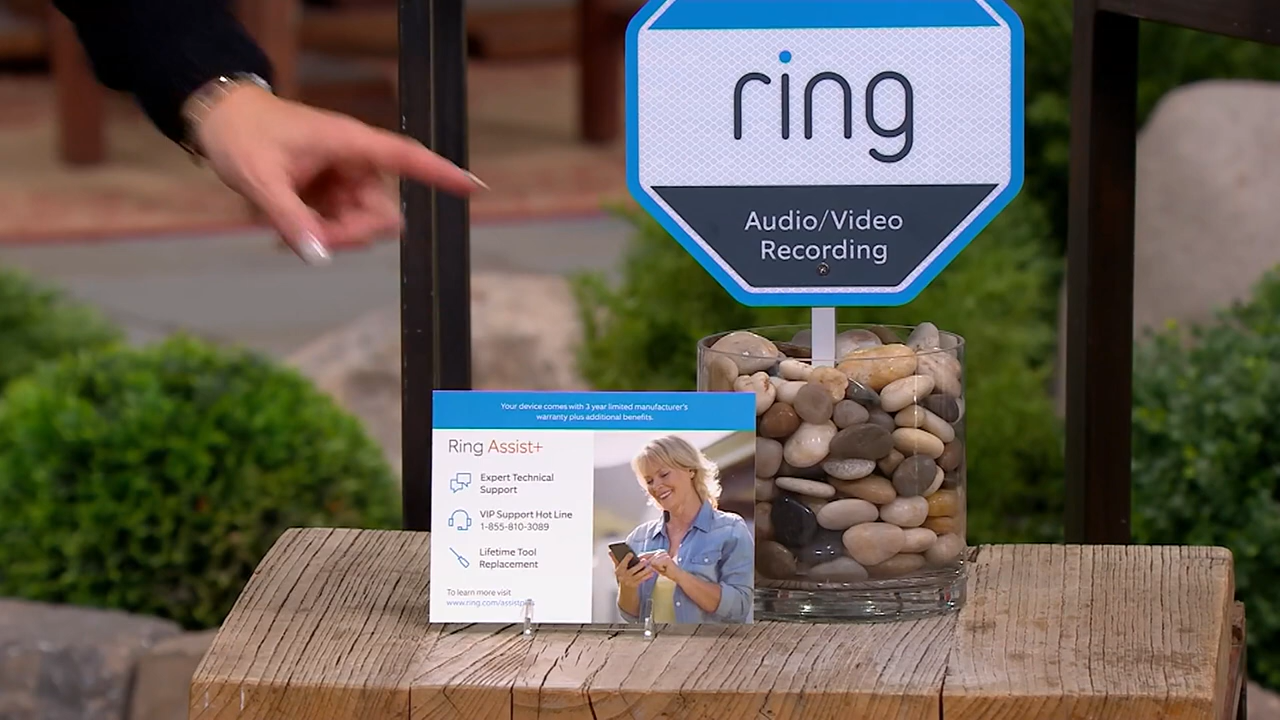 ring
Audio/Video
Recording
Your device comes with 3 year limited manufacturer's
warranty plus additional benefits.
Ring Assist+
Expert Technical
Support
VIP Support Hot Line
1-855-810-3089
Lifetime Tool
Replacement
To learn more visit